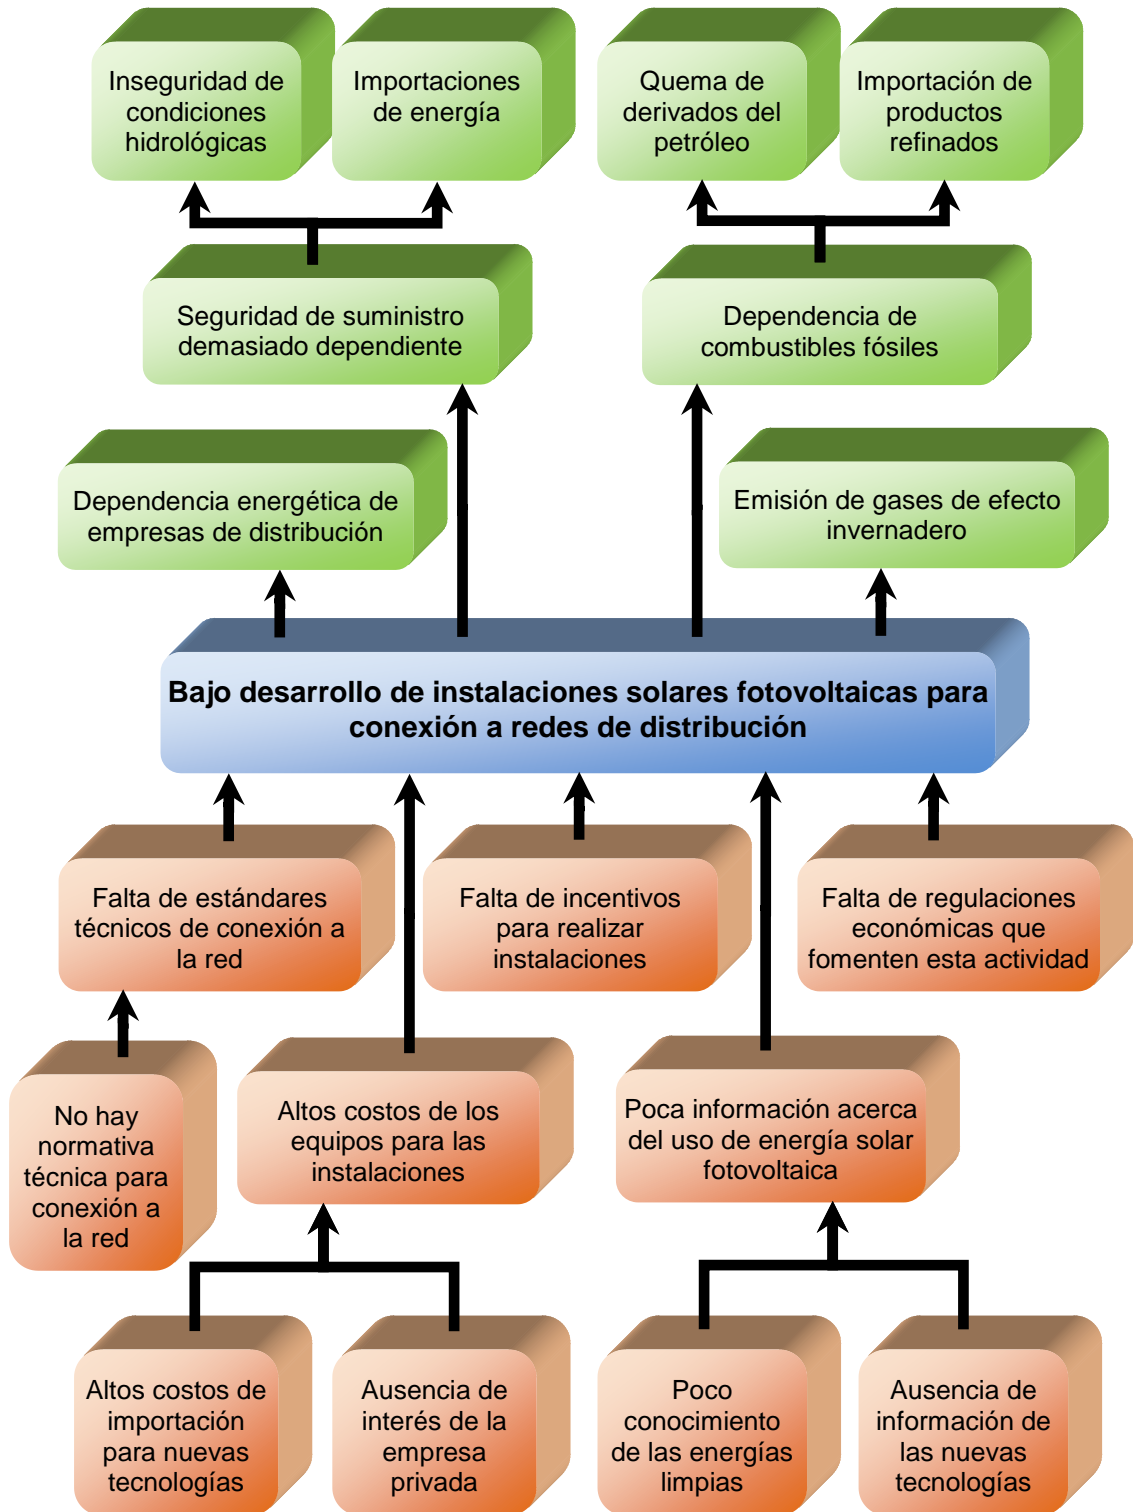 Inseguridad de
condiciones
hidrológicas
Importaciones
de energía
Quema de
derivados del
petróleo
Importación de
productos
refinados
Seguridad de suministro
demasiado dependiente
Dependencia de
combustibles fósiles
Dependencia energética de
empresas de distribución
Emisión de gases de efecto
invernadero
Bajo desarrollo de instalaciones solares fotovoltaicas para
conexión a redes de distribución
Falta de estándares
técnicos de conexión a
la red
Falta de incentivos
para realizar
instalaciones
Falta de regulaciones
económicas que
fomenten esta actividad
No hay
normativa
técnica para
conexión a
la red
Altos costos de los
equipos para las
instalaciones
Poca información acerca
del uso de energía solar
fotovoltaica
Altos costos de
importación
para nuevas
tecnologías
Ausencia de
interés de la
empresa
privada
Poco
conocimiento
de las energías
limpias
Ausencia de
información de
las nuevas
tecnologías